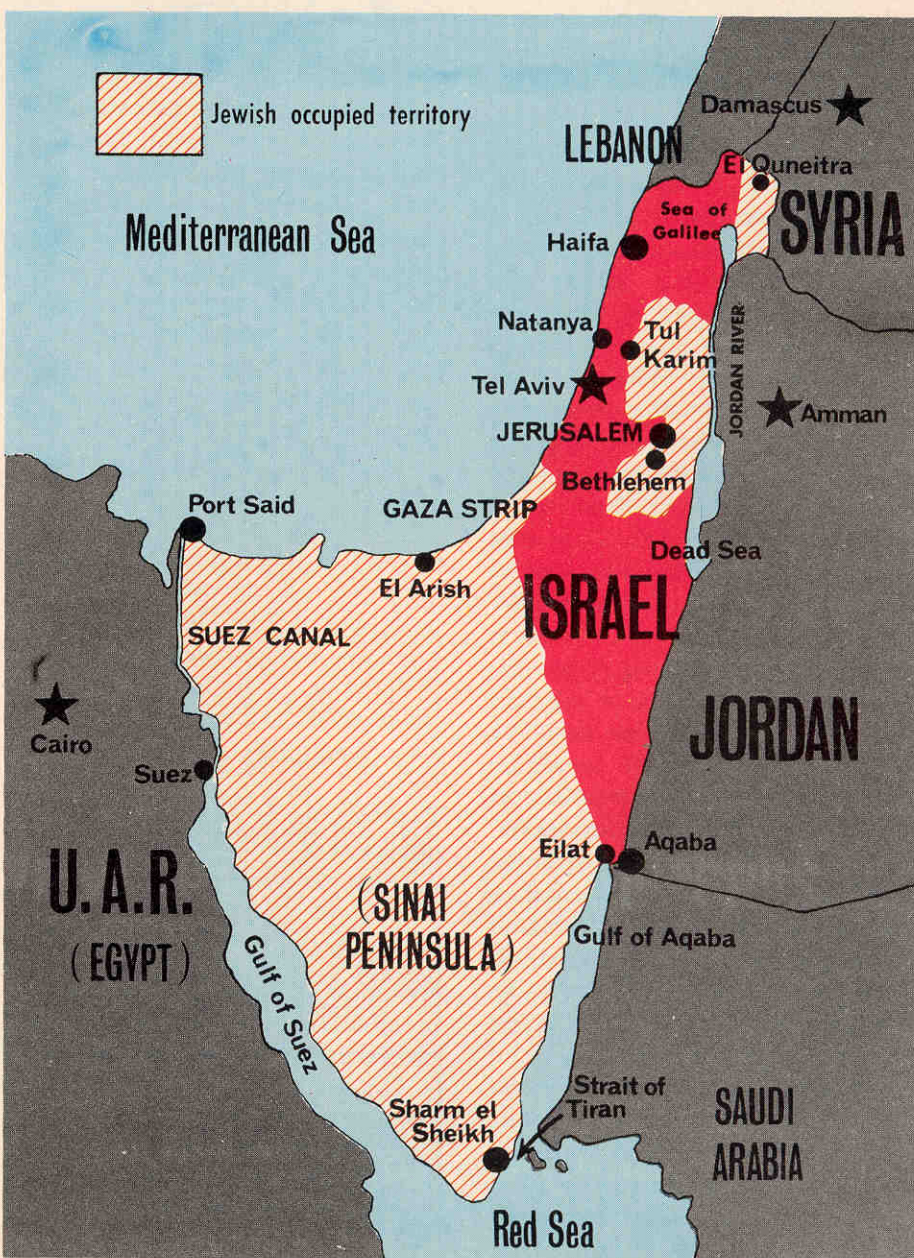 Jewish occupied territory
Damascus
LEBANON
El Quneitra
SYRIA
Mediterranean Sea
Sea of
Galilee
Haifa
Natanya
Tul
Karim
JORDAN RIVER
Tel Aviv
Amman
JERUSALEM
Bethlehem
Port Said
GAZA STRIP
Dead Sea
El Arish
ISRAEL
SUEZ CANAL
Cairo
JORDAN
Suez
Eilat
Aqaba
U.A.R.
(EGYPT)
(SINAI
PENINSULA)
Gulf of Aqaba
Gulf of Suez
Strait of
Tiran
Sharm el
Sheikh
SAUDI
ARABIA
Red Sea